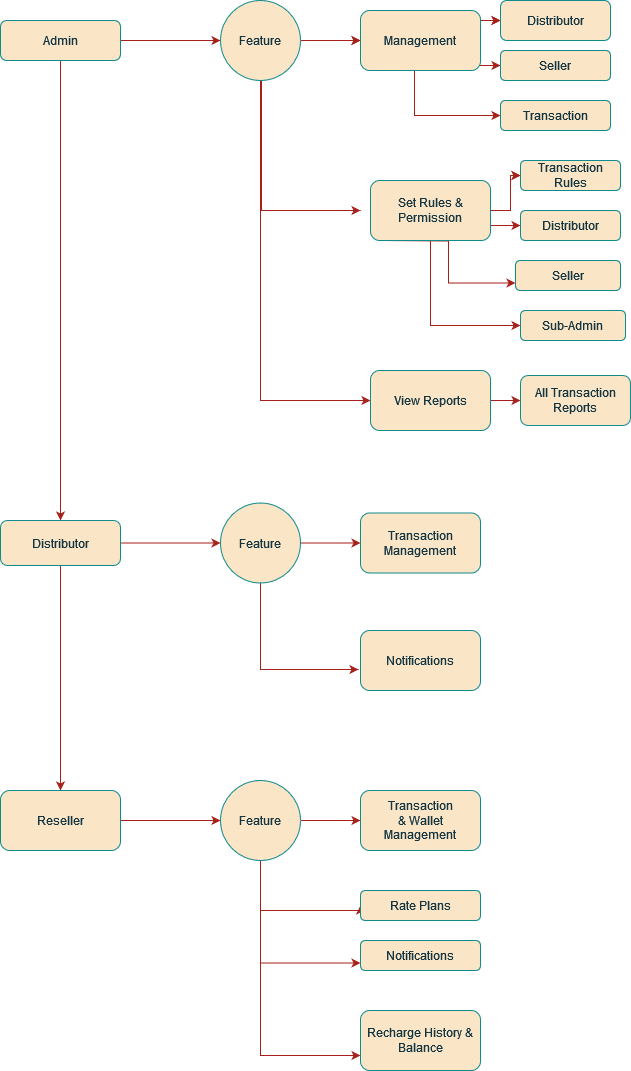 Admin
Feature
Management
Distributor
Seller
Transaction
Set Rules &
Permission
Transaction
Rules
Distributor
Seller
Sub-Admin
View Reports
All Transaction
Reports
Distributor
Feature
Transaction
Management
Notifications
Reseller
Feature
Transaction
& Wallet
Management
Rate Plans
Notifications
Recharge History &
Balance